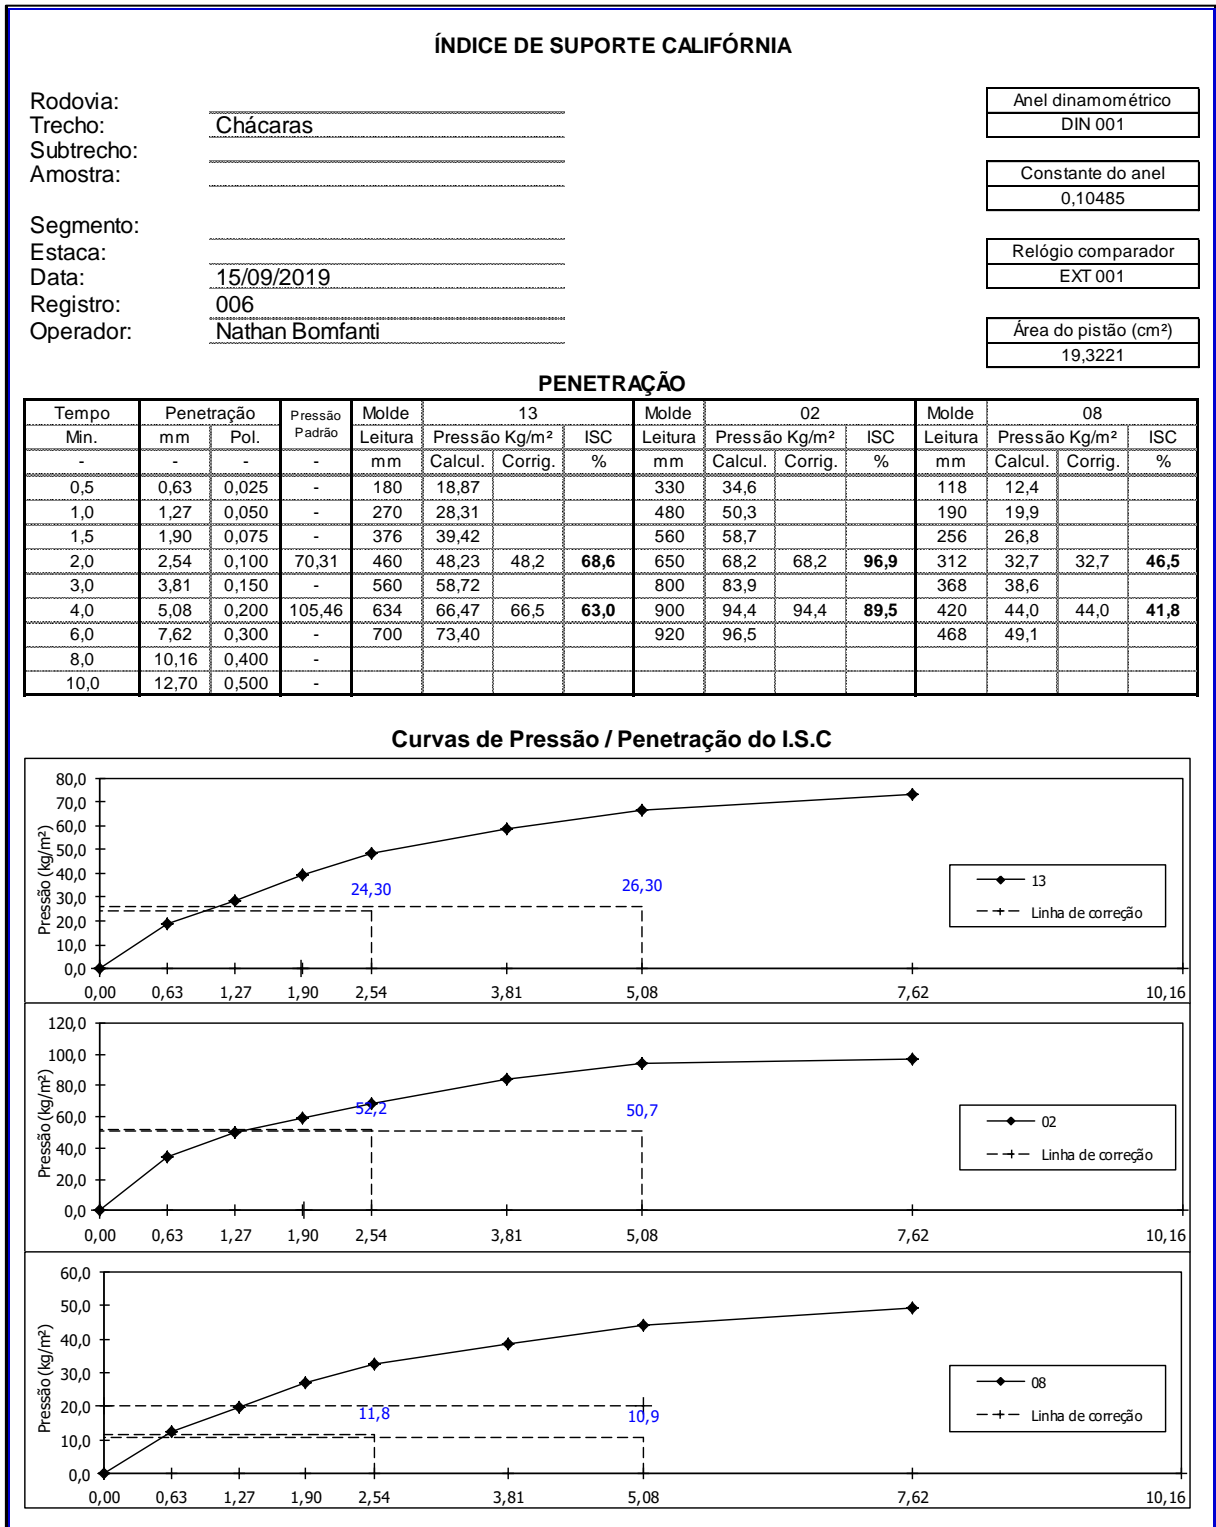 ÍNDICE DE SUPORTE CALIFÓRNIA
Rodovia:
Trecho: Chácaras
Subtrecho:
Amostra:
Segmento:
Estaca:
Data: 15/09/2019
Registro: 006
Operador: Nathan Bomfanti
Anel dinamométrico
DIN 001
Constante do anel
0,10485
Relógio comparador
EXT 001
Área do pistão (cm²)
19,3221
PENETRAÇÃO
Tempo Penetração Pressão Padrão Molde 13 Molde 02 Molde 08
Min. mm Pol. Leitura Pressão Kg/m² ISC Leitura Pressão Kg/m² ISC Leitura Pressão Kg/m² ISC
- - - - mm Calcul. Corrig. % mm Calcul. Corrig. % mm Calcul. Corrig. %
0,5 0,63 0,025 - 180 18,87 330 34,6 118 12,4
1,0 1,27 0,050 - 270 28,31 480 50,3 190 19,9
1,5 1,90 0,075 - 376 39,42 560 58,7 256 26,8
2,0 2,54 0,100 70,31 460 48,23 48,2 68,6 650 68,2 68,2 96,9 312 32,7 32,7 46,5
3,0 3,81 0,150 - 560 58,72 800 83,9 368 38,6
4,0 5,08 0,200 105,46 634 66,47 66,5 63,0 900 94,4 94,4 89,5 420 44,0 44,0 41,8
6,0 7,62 0,300 - 700 73,40 920 96,5 468 49,1
8,0 10,16 0,400 -
10,0 12,70 0,500 -
Curvas de Pressão / Penetração do I.S.C
Pressão (kg/m²)
80,0
70,0
60,0
50,0
40,0
30,0
20,0
10,0
0,0
24,30 26,30
13
Linha de correção
0,00 0,63 1,27 1,90 2,54 3,81 5,08 7,62 10,16
Pressão (kg/m²)
120,0
100,0
80,0
60,0
40,0
20,0
0,0
52,2 50,7
02
Linha de correção
0,00 0,63 1,27 1,90 2,54 3,81 5,08 7,62 10,16
Pressão (kg/m²)
60,0
50,0
40,0
30,0
20,0
10,0
0,0
11,8 10,9
08
Linha de correção
0,00 0,63 1,27 1,90 2,54 3,81 5,08 7,62 10,16